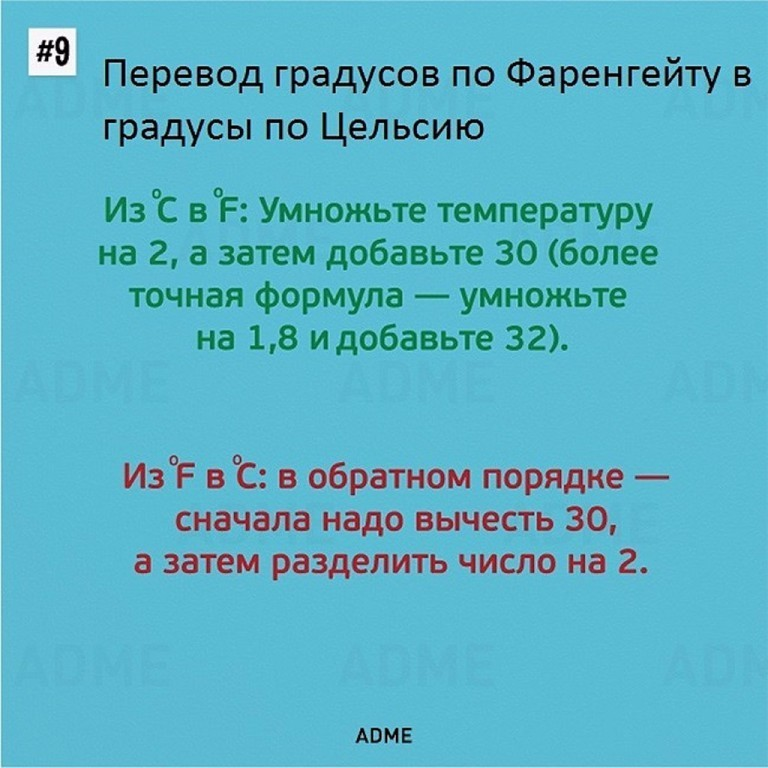 #9
Перевод градусов по Фаренгейту в
градусы по Цельсию
Из °C в °F: Умножьте температуру
на 2, а затем добавьте 30 (более
точная формула — умножьте
на 1,8 и добавьте 32).
Из °F в °C: в обратном порядке —
сначала надо вычесть 30,
а затем разделить число на 2.
ADME